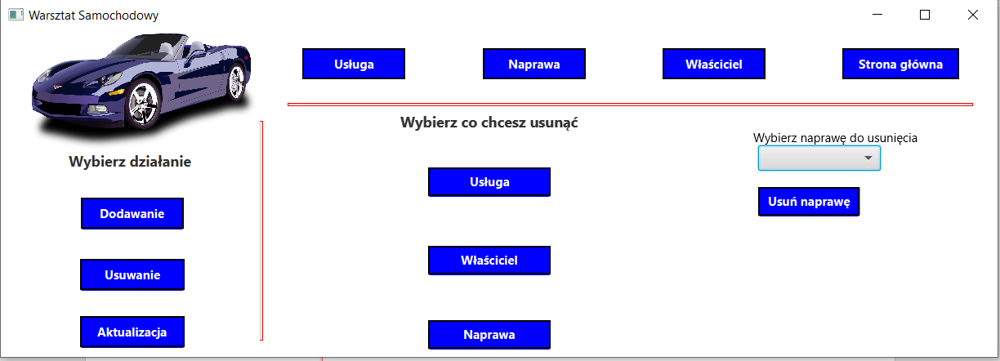 Warsztat Samochodowy
Usługa
Naprawa
Właściciel
Strona główna
Wybierz działanie
Dodawanie
Usuwanie
Aktualizacja
Wybierz co chcesz usunąć
Usługa
Właściciel
Naprawa
Wybierz naprawę do usunięcia
Usuń naprawę